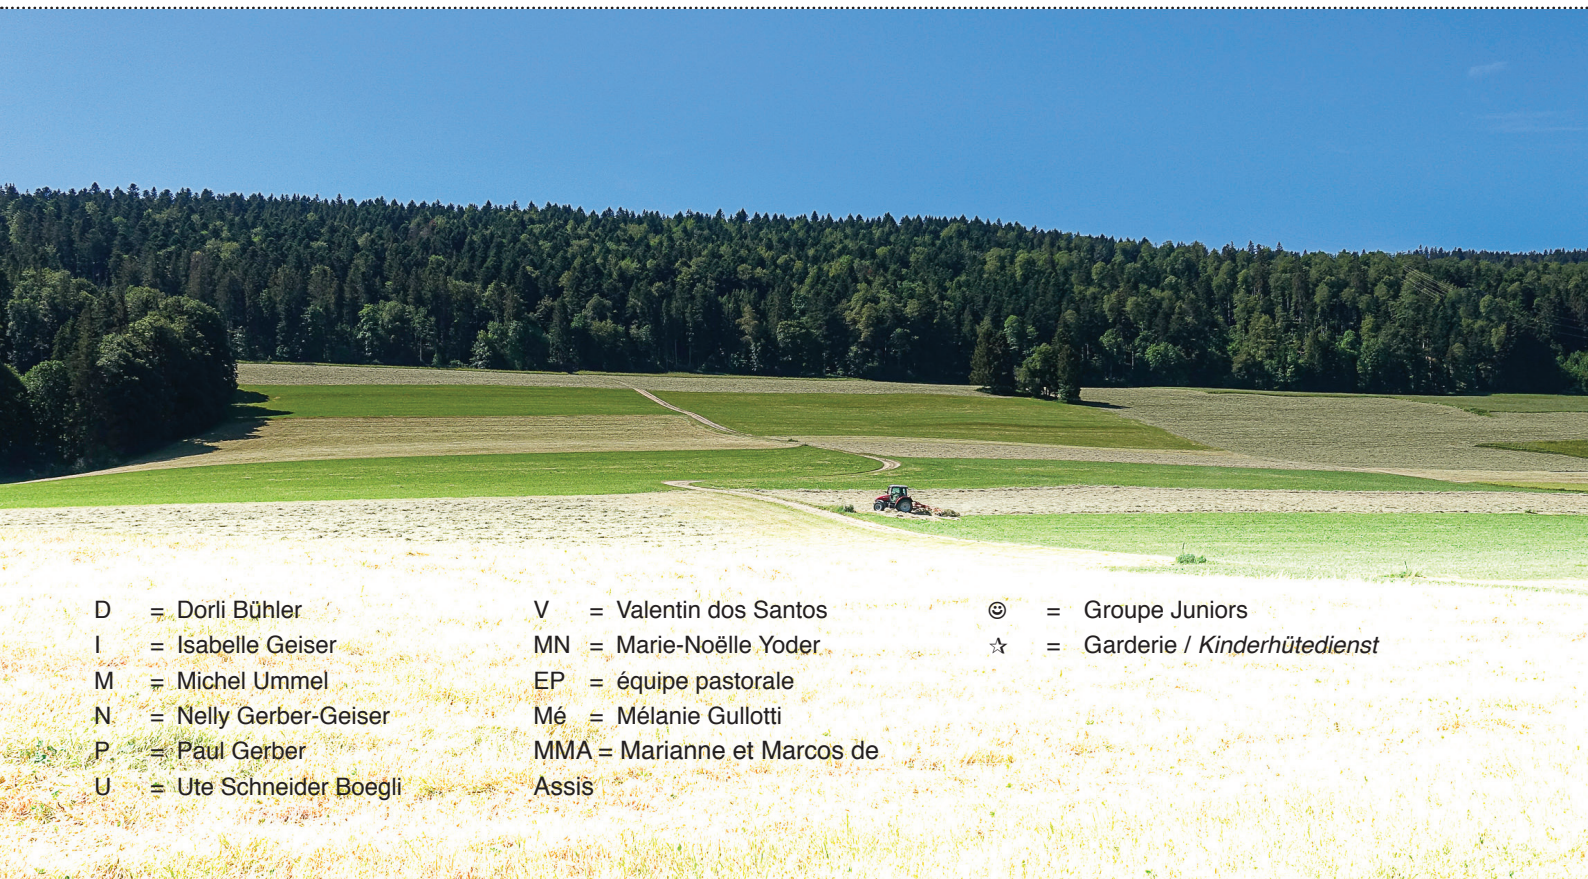 D = Dorli Bühler
I = Isabelle Geiser
M = Michel Ummel
N = Nelly Gerber-Geiser
P = Paul Gerber
U = Ute Schneider Boegli
V = Valentin dos Santos
MN = Marie-Noëlle Yoder
EP = équipe pastorale
Mé = Mélanie Gullotti
MMA = Marianne et Marcos de
Assis
☺ = Groupe Juniors
☆ = Garderie / Kinderhütedienst